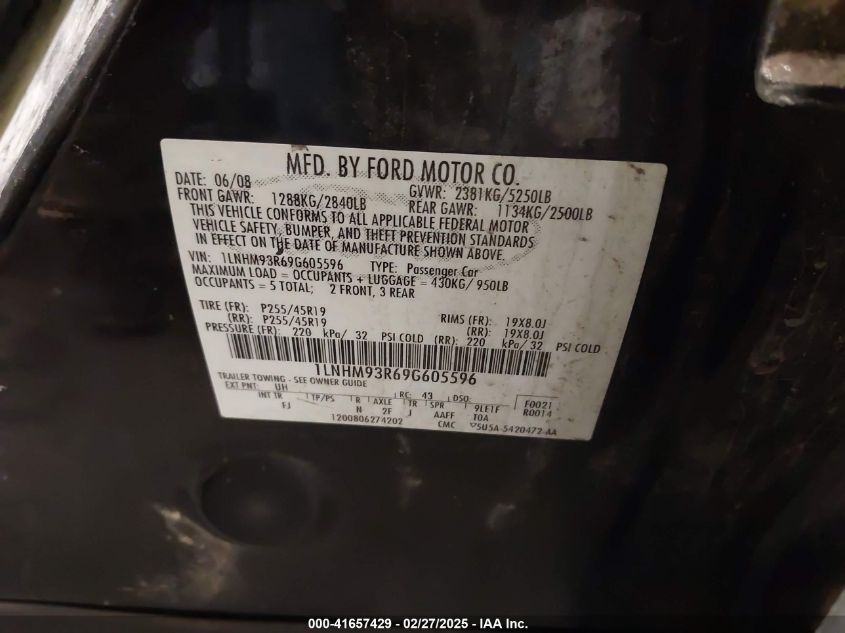 MFD. BY FORD MOTOR CO.
DATE: 06/08 GVWR: 2381KG/5250LB
FRONT GAWR: 1288KG/2840LB REAR GAWR: 1134KG/2500LB
THIS VEHICLE CONFORMS TO ALL APPLICABLE FEDERAL MOTOR
VEHICLE SAFETY, BUMPER, AND THEFT PREVENTION STANDARDS
IN EFFECT ON THE DATE OF MANUFACTURE SHOWN ABOVE.
VIN: 1LNHM93R69G605596 TYPE: Passenger Car
MAXIMUM LOAD = OCCUPANTS + LUGGAGE = 430KG/ 950LB
OCCUPANTS = 5 TOTAL; 2 FRONT, 3 REAR
TIRE (FR): P255/45R19 RIMS (FR): 19X8.0J
(RR): P255/45R19 (RR): 19X8.0J
PRESSURE (FR): 220 kPa/ 32 PSI COLD (RR): 220 kPa/ 32 PSI COLD
1LNHM93R69G605596
TRAILER TOWING - SEE OWNER GUIDE
EXT PNT: UH RC: 43 DSO: F0021
INT TR TP/PS R AXLE TR SPR 9LE1F R0014
FJ N 2F J AAFF T0A
1200806274202 CMC ▽5U5A-5420472-AA
000-41657429 - 02/27/2025 - IAA Inc.